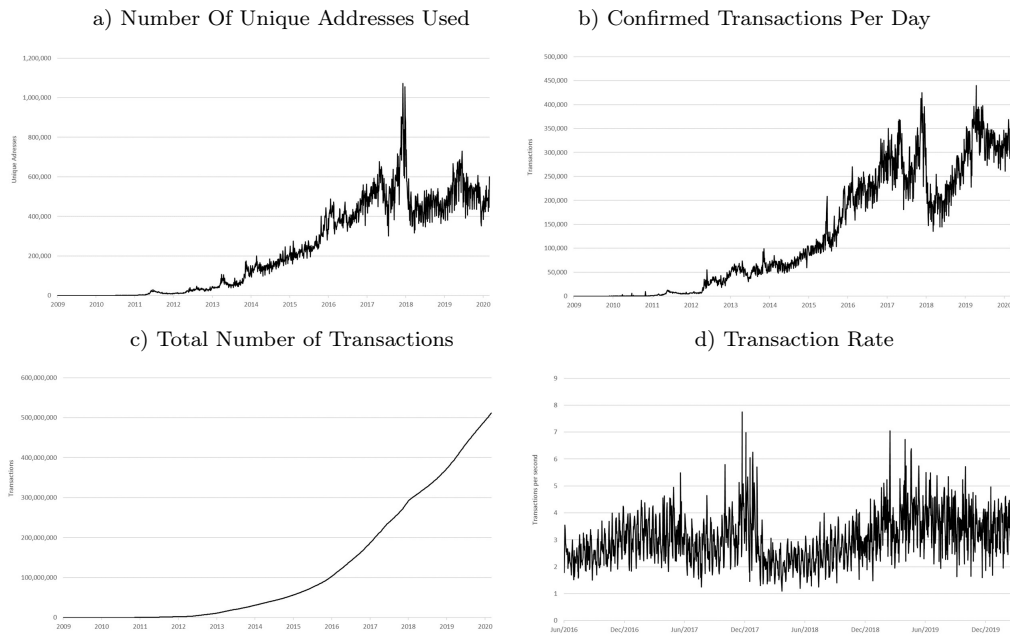 a) Number Of Unique Addresses Used
1,200,000
1,000,000
800,000
600,000
400,000
200,000
0
Unique Adresses
2009 2010 2011 2012 2013 2014 2015 2016 2017 2018 2019 2020
b) Confirmed Transactions Per Day
500,000
450,000
400,000
350,000
300,000
250,000
200,000
150,000
100,000
50,000
0
Transactions
2009 2010 2011 2012 2013 2014 2015 2016 2017 2018 2019 2020
c) Total Number of Transactions
600,000,000
500,000,000
400,000,000
300,000,000
200,000,000
100,000,000
0
Transactions
2009 2010 2011 2012 2013 2014 2015 2016 2017 2018 2019 2020
d) Transaction Rate
9
8
7
6
5
4
3
2
1
0
Transactions per second
Jun/2016 Dec/2016 Jun/2017 Dec/2017 Jun/2018 Dec/2018 Jun/2019 Dec/2019